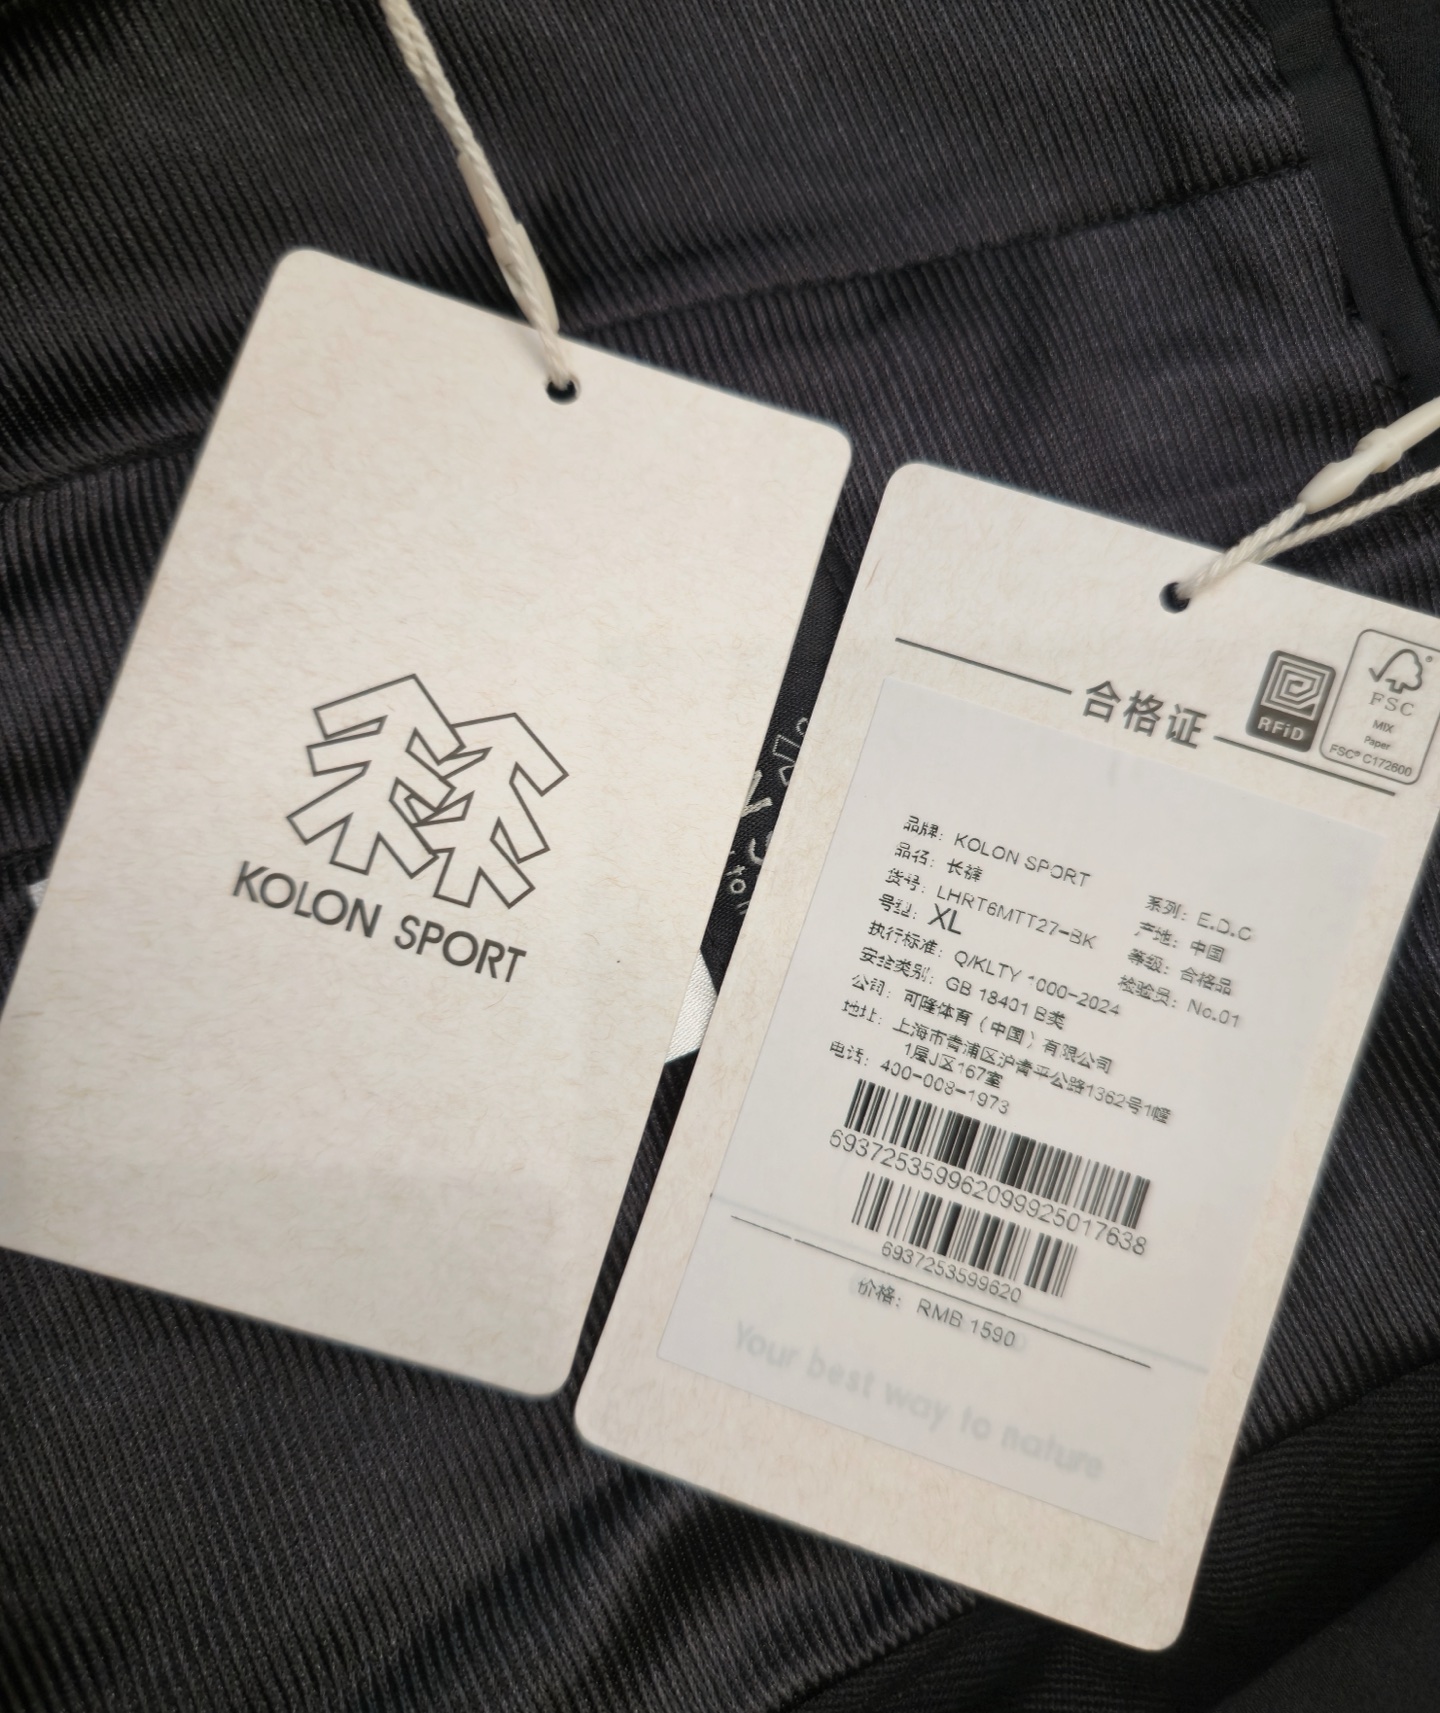 KOLON SPORT
合格证
RFiD
FSC
MIX
Paper
FSC® C172600
品牌：KOLON SPORT
品名：长裤
系列：E.D.C
货号：LHRT6MTT27-BK
产地：中国
号型：XL
等级：合格品
执行标准：Q/KLTY 1000-2024
检验员：No.01
安全类别：GB 18401 B类
公司：可隆体育（中国）有限公司
地址：上海市青浦区沪青平公路1362号1幢
1层J区167室
电话：400-008-1973
69372535996209992501​7638
6937253599620
价格：RMB 1590
Your best way to nature